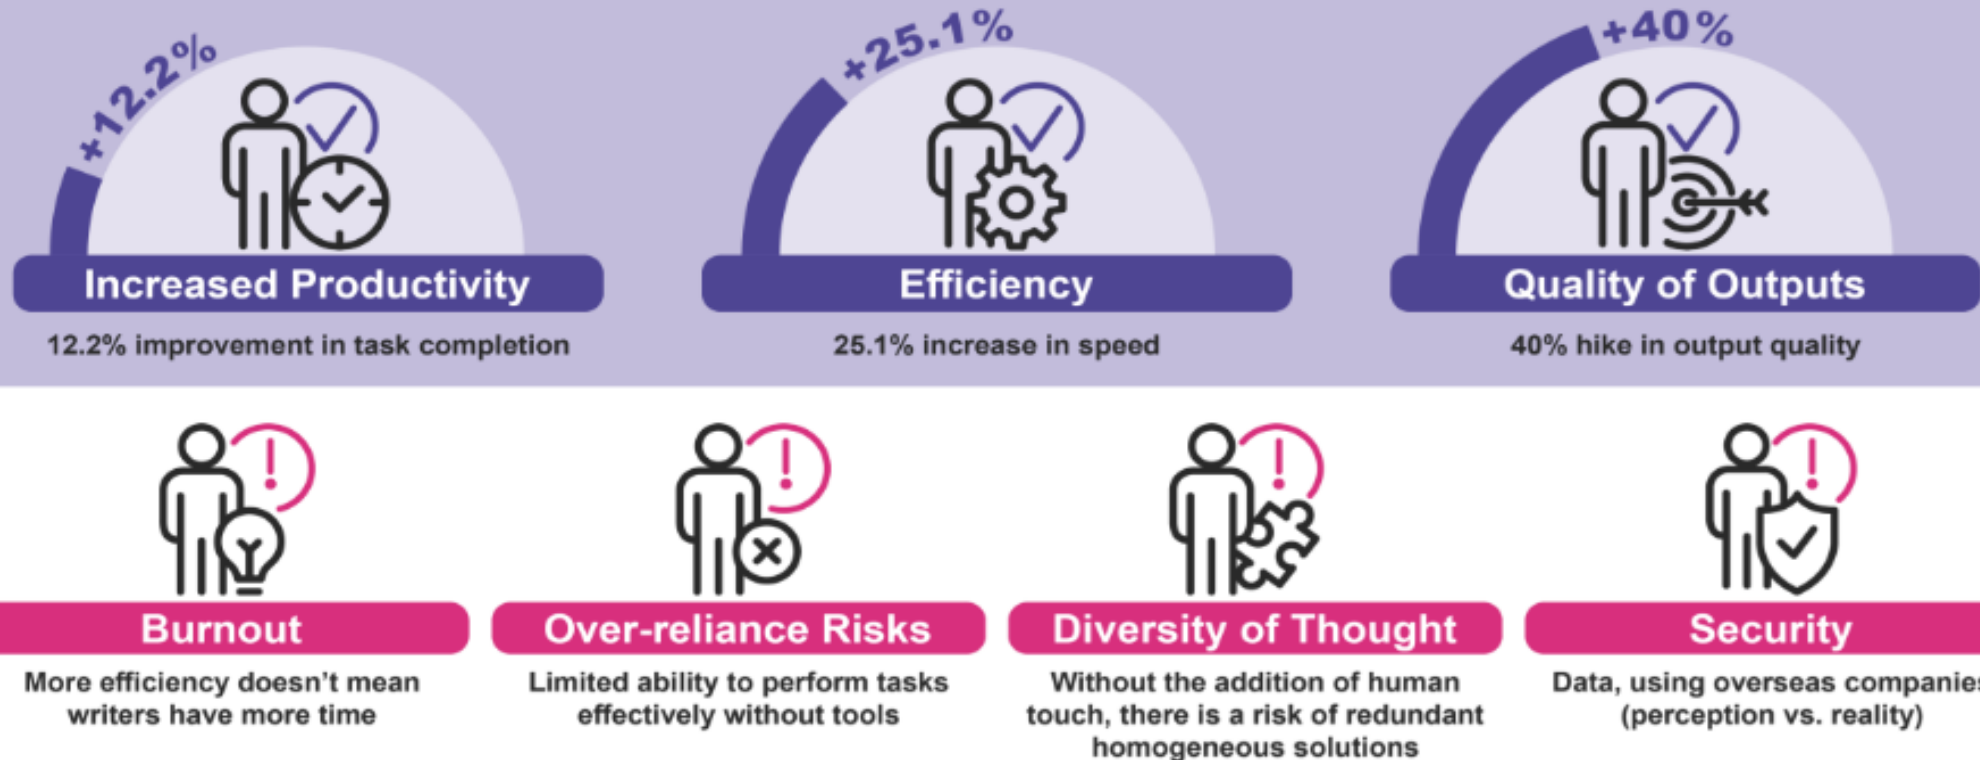 +12.2%
+25.1%
+40%
Increased Productivity
Efficiency
Quality of Outputs
12.2% improvement in task completion
25.1% increase in speed
40% hike in output quality
Burnout
Over-reliance Risks
Diversity of Thought
Security
More efficiency doesn’t mean
writers have more time
Limited ability to perform tasks
effectively without tools
Without the addition of human
touch, there is a risk of redundant
homogeneous solutions
Data, using overseas companies
(perception vs. reality)